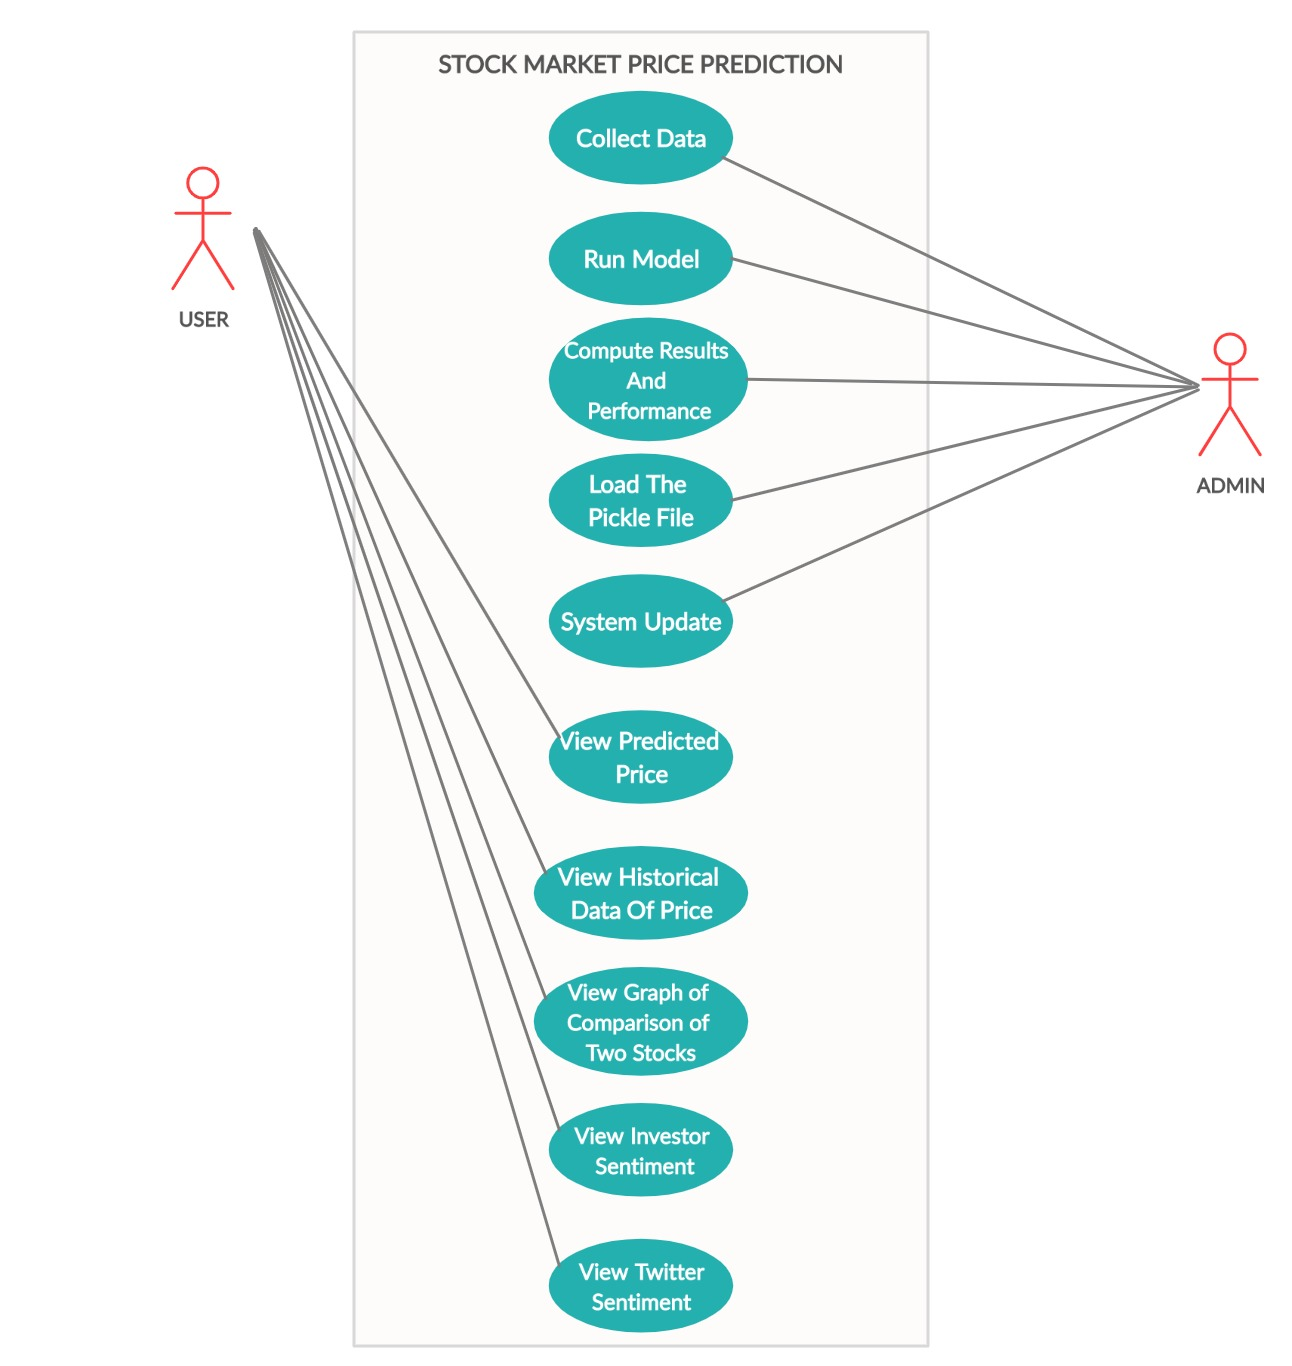 STOCK MARKET PRICE PREDICTION
Collect Data
Run Model
USER
Compute Results
And
Performance
Load The
Pickle File
ADMIN
System Update
View Predicted
Price
View Historical
Data Of Price
View Graph of
Comparison of
Two Stocks
View Investor
Sentiment
View Twitter
Sentiment